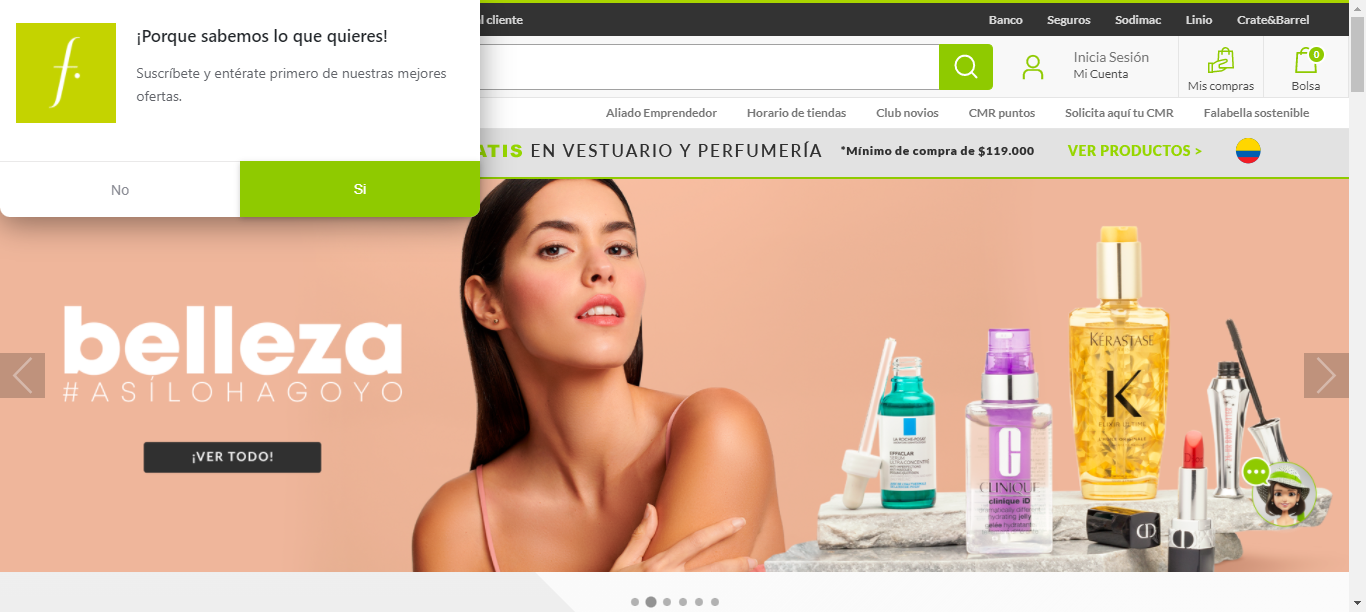 ¡Porque sabemos lo que quieres!
Suscríbete y entérate primero de nuestras mejores
ofertas.
No
Si
cliente
Banco
Seguros
Sodimac
Linio
Crate&Barrel
Inicia Sesión
Mi Cuenta
Mis compras
0
Bolsa
Aliado Emprendedor
Horario de tiendas
Club novios
CMR puntos
Solicita aquí tu CMR
Falabella sostenible
EN VESTUARIO Y PERFUMERÍA
*Mínimo de compra de $119.000
VER PRODUCTOS >
belleza
#ASÍLOHAGOYO
¡VER TODO!
LA ROCHE-POSAY
EFFACLAR
CLINIQUE
clinique iD
KÉRASTASE
K
ELIXIR ULTIME